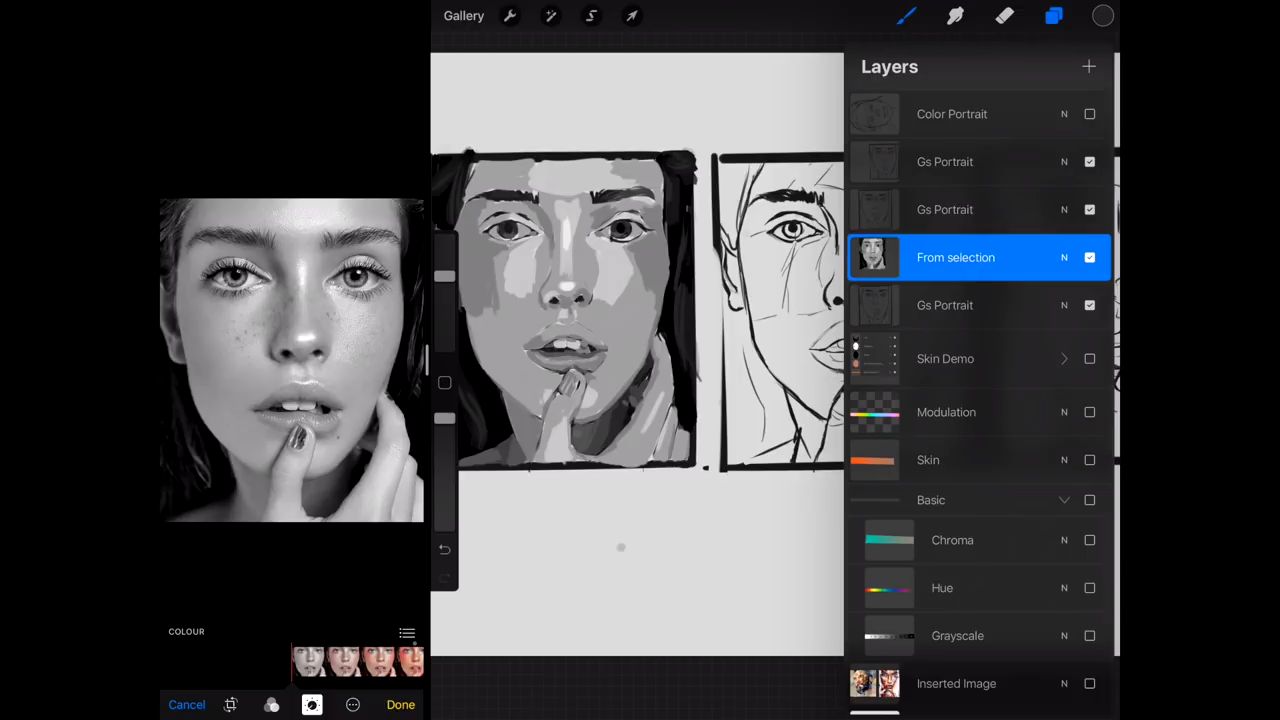 Gallery
Layers
Color Portrait N
Gs Portrait N
Gs Portrait N
From selection N
Gs Portrait N
Skin Demo
Modulation N
Skin N
Basic
Chroma N
Hue N
Grayscale N
Inserted Image N
COLOUR
Cancel
Done